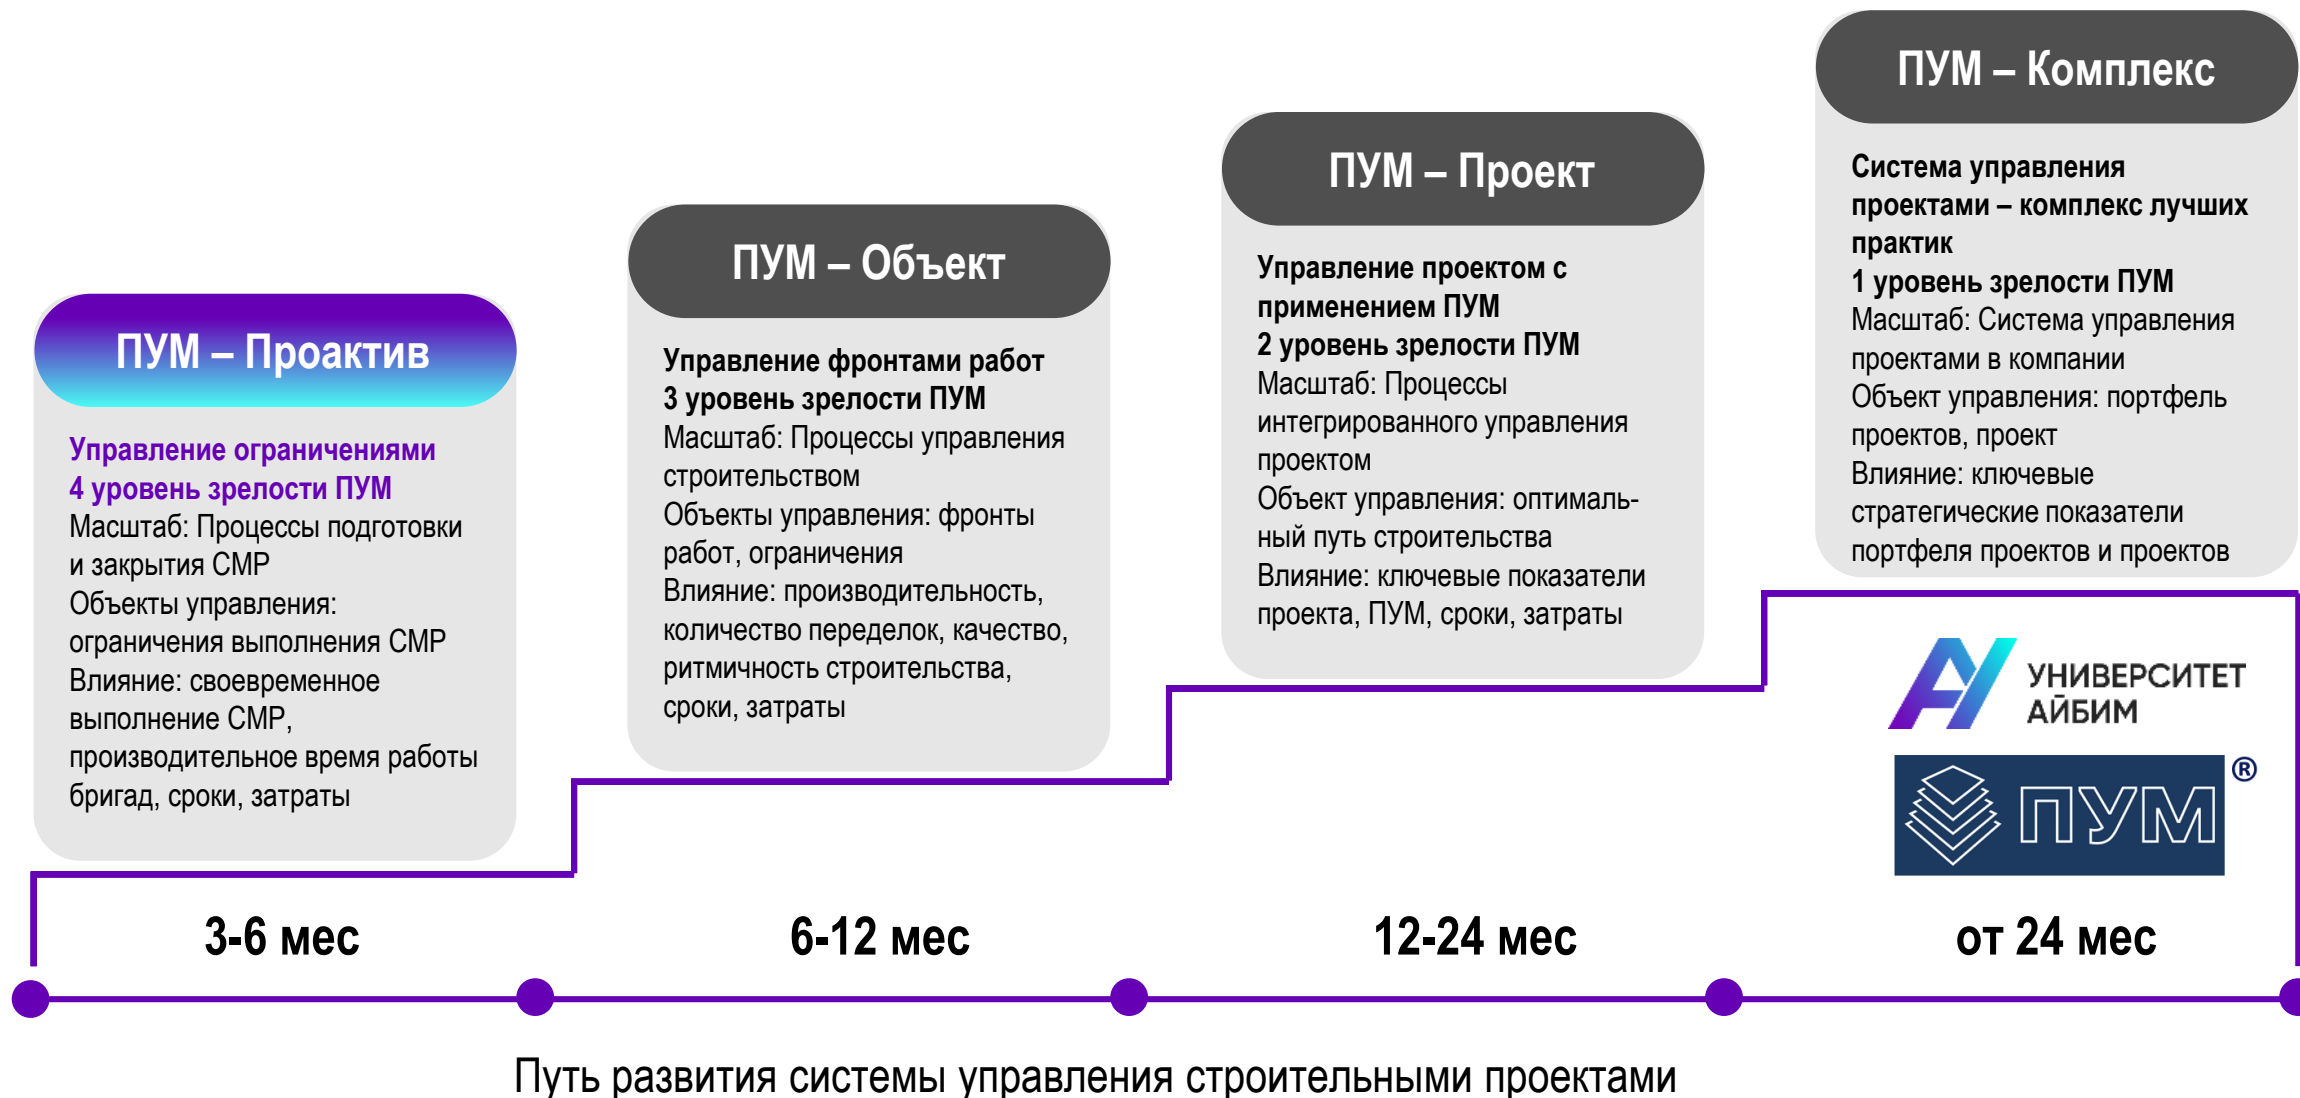 ПУМ – Проактив
Управление ограничениями
4 уровень зрелости ПУМ
Масштаб: Процессы подготовки
и закрытия СМР
Объекты управления:
ограничения выполнения СМР
Влияние: своевременное
выполнение СМР,
производительное время работы
бригад, сроки, затраты
3-6 мес
ПУМ – Объект
Управление фронтами работ
3 уровень зрелости ПУМ
Масштаб: Процессы управления
строительством
Объекты управления: фронты
работ, ограничения
Влияние: производительность,
количество переделок, качество,
ритмичность строительства,
сроки, затраты
6-12 мес
ПУМ – Проект
Управление проектом с
применением ПУМ
2 уровень зрелости ПУМ
Масштаб: Процессы
интегрированного управления
проектом
Объект управления: оптималь-
ный путь строительства
Влияние: ключевые показатели
проекта, ПУМ, сроки, затраты
12-24 мес
ПУМ – Комплекс
Система управления
проектами – комплекс лучших
практик
1 уровень зрелости ПУМ
Масштаб: Система управления
проектами в компании
Объект управления: портфель
проектов, проект
Влияние: ключевые
стратегические показатели
портфеля проектов и проектов
УНИВЕРСИТЕТ
АЙБИМ
ПУМ®
от 24 мес
Путь развития системы управления строительными проектами